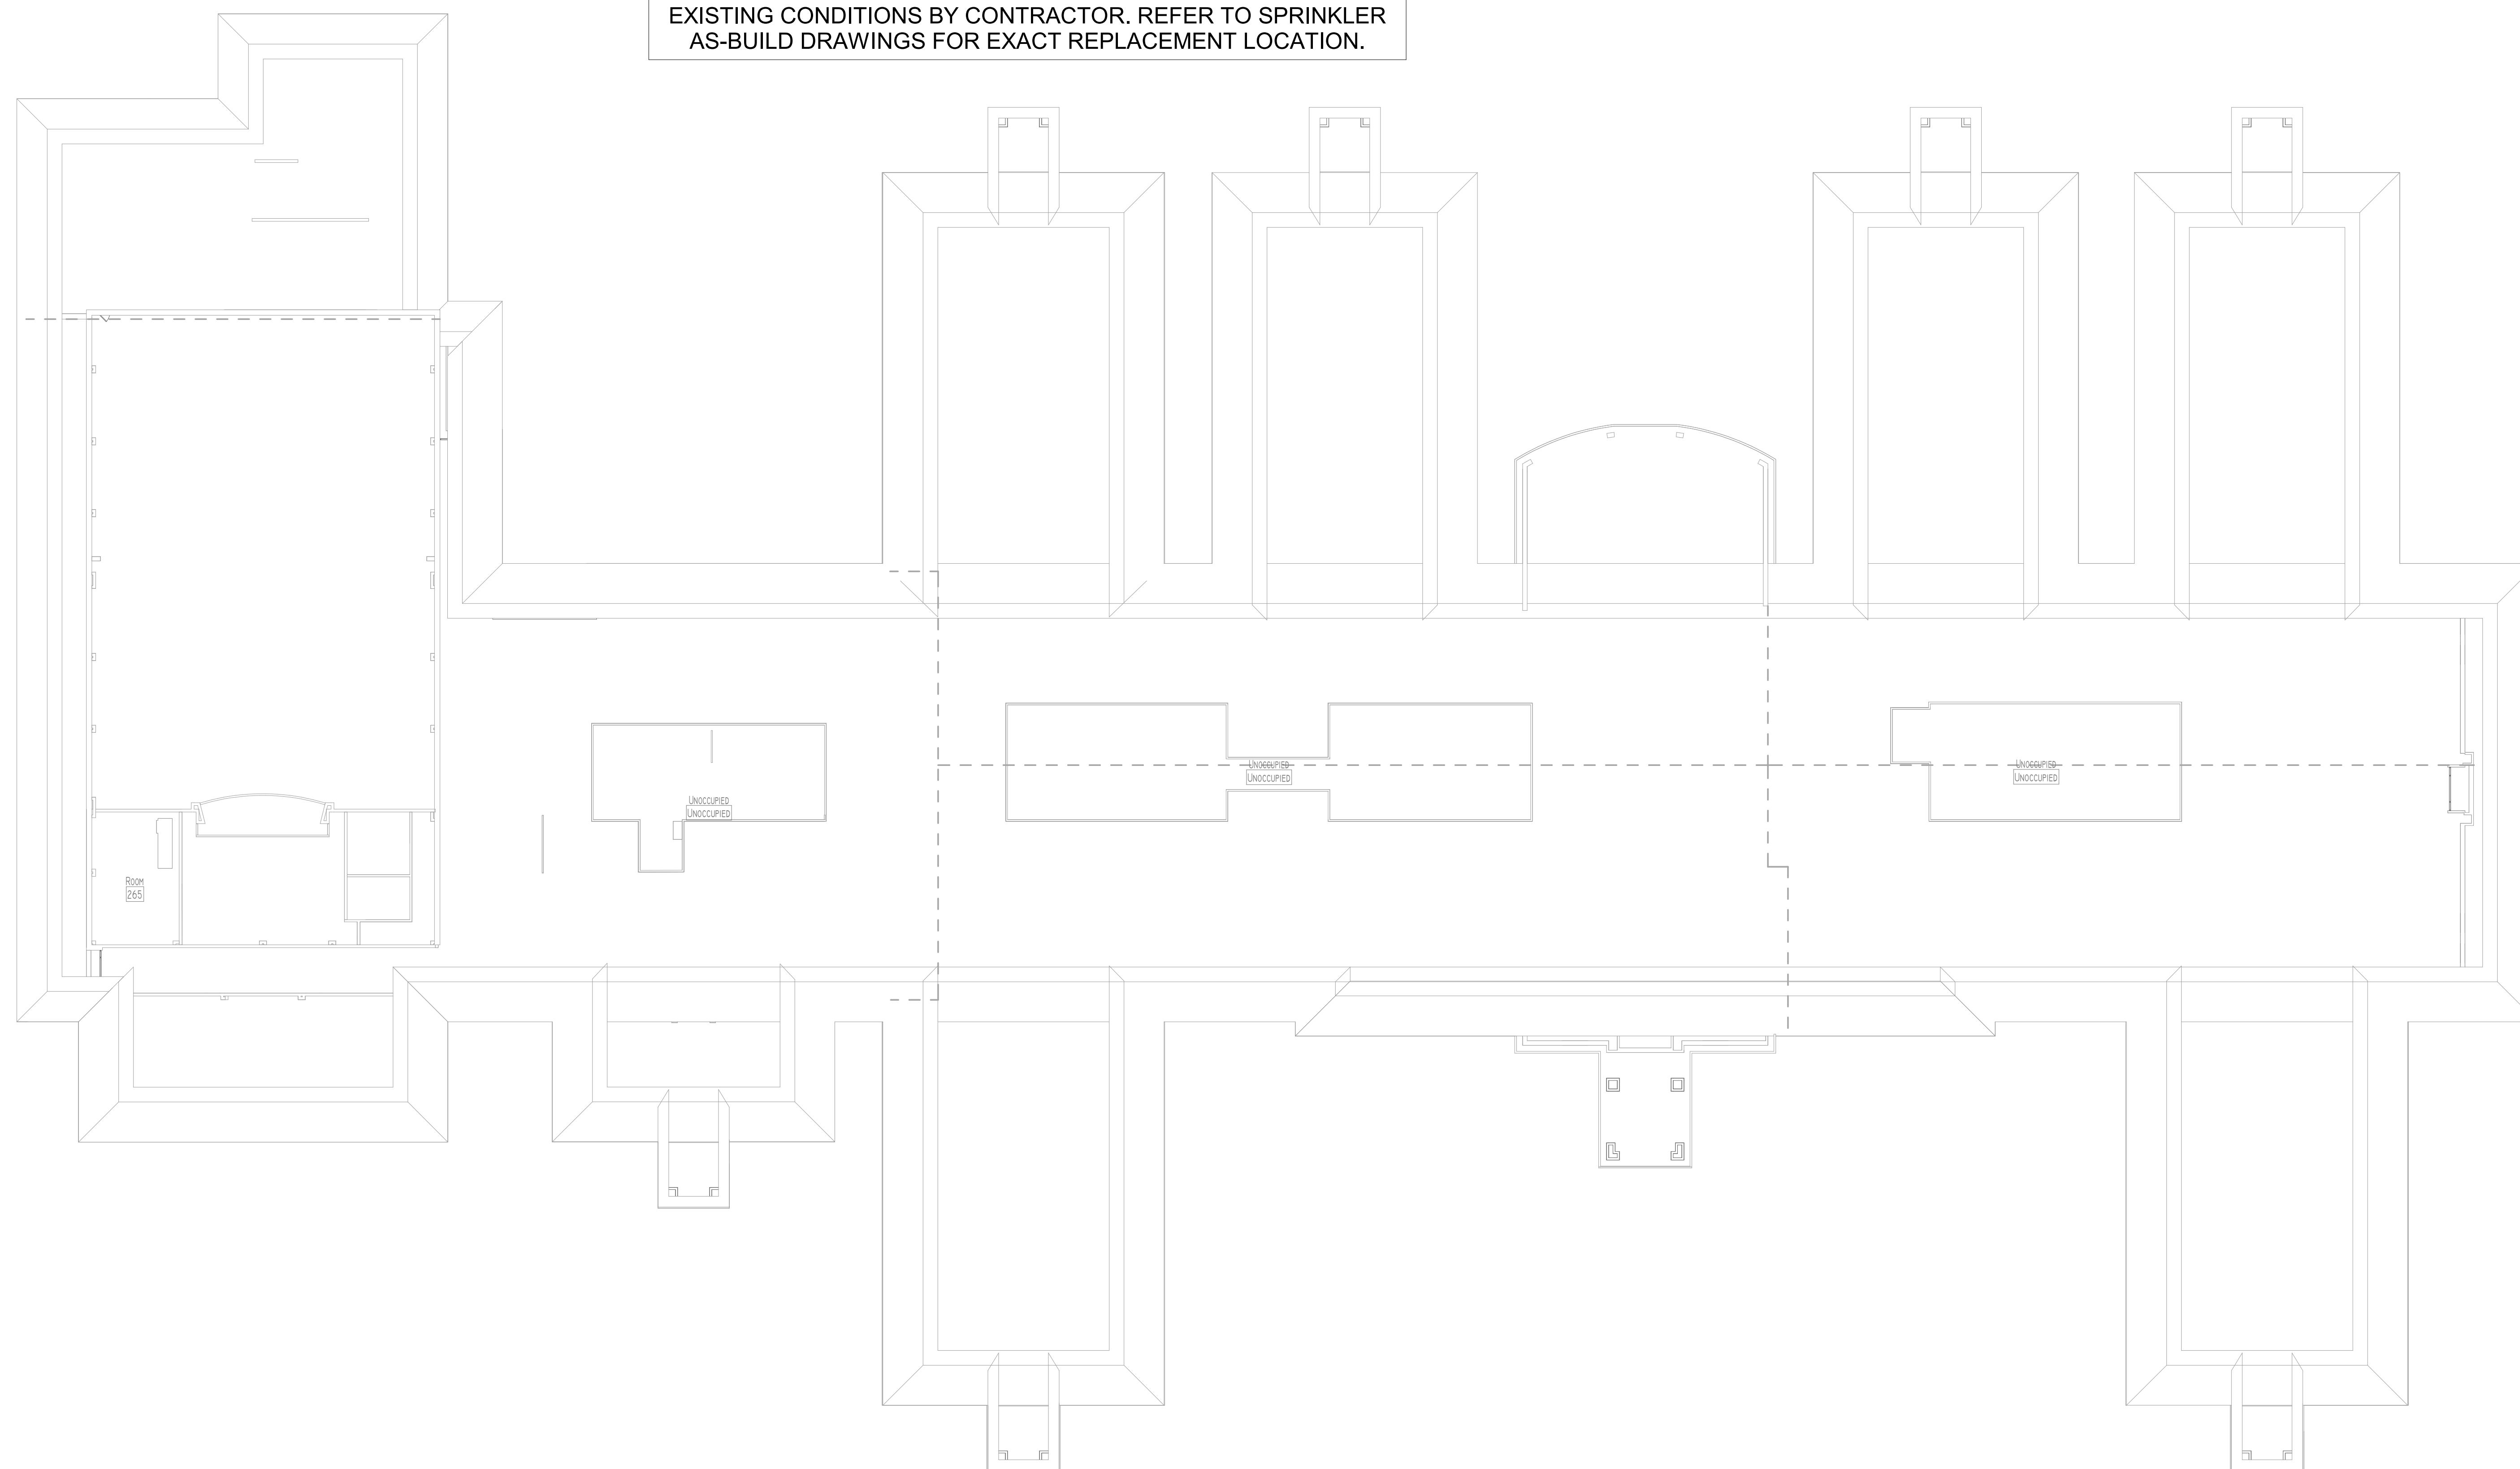 EXISTING CONDITIONS BY CONTRACTOR. REFER TO SPRINKLER
AS-BUILD DRAWINGS FOR EXACT REPLACEMENT LOCATION.
UNOCCUPIED
UNOCCUPIED
UNOCCUPIED
UNOCCUPIED
UNOCCUPIED
UNOCCUPIED
ROOM
265